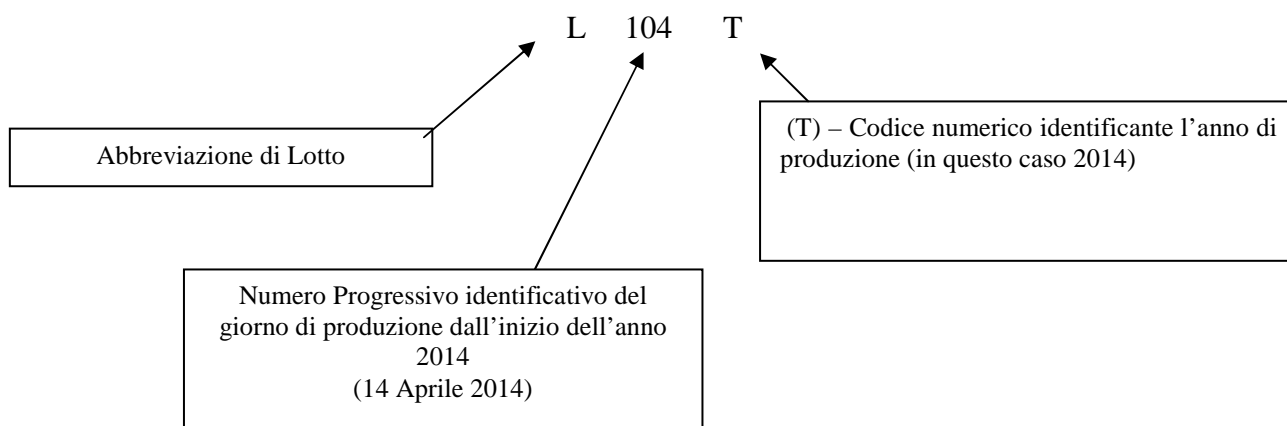 L 104 T
Abbreviazione di Lotto
(T) – Codice numerico identificante l’anno di
produzione (in questo caso 2014)
Numero Progressivo identificativo del
giorno di produzione dall’inizio dell’anno
2014
(14 Aprile 2014)